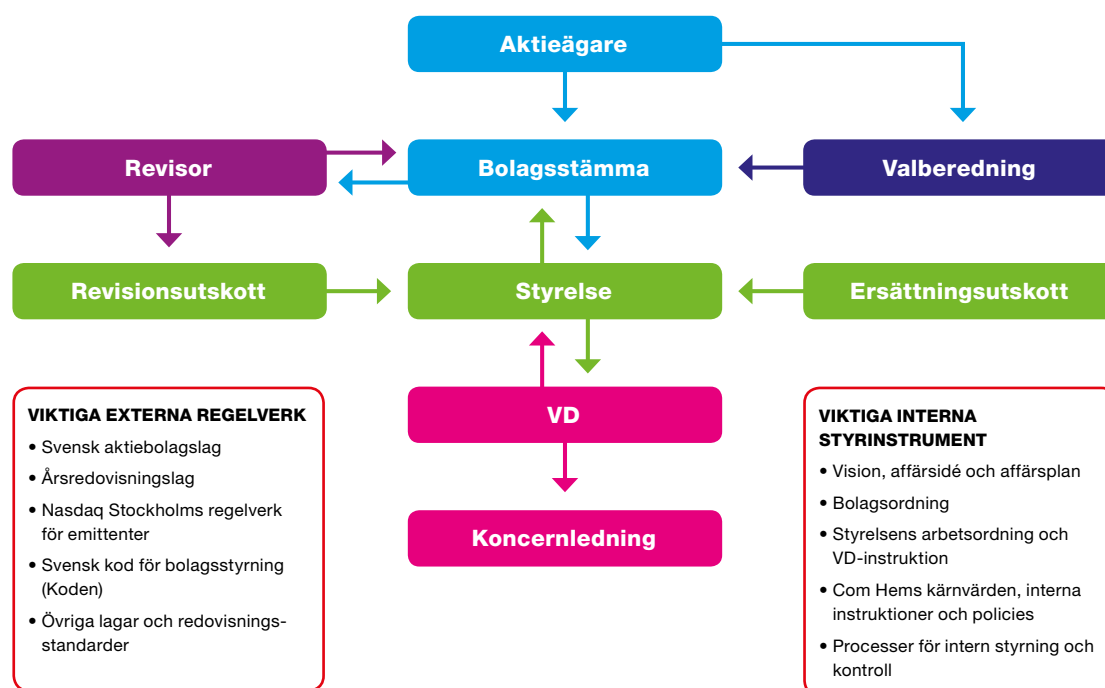 Aktieägare
Revisor
Bolagsstämma
Valberedning
Revisionsutskott
Styrelse
Ersättningsutskott
VD
Koncernledning
VIKTIGA EXTERNA REGELVERK
• Svensk aktiebolagslag
• Årsredovisningslag
• Nasdaq Stockholms regelverk
för emittenter
• Svensk kod för bolagsstyrning
(Koden)
• Övriga lagar och redovisnings-
standarder
VIKTIGA INTERNA
STYRINSTRUMENT
• Vision, affärsidé och affärsplan
• Bolagsordning
• Styrelsens arbetsordning och
VD-instruktion
• Com Hems kärnvärden, interna
instruktioner och policies
• Processer för intern styrning och
kontroll